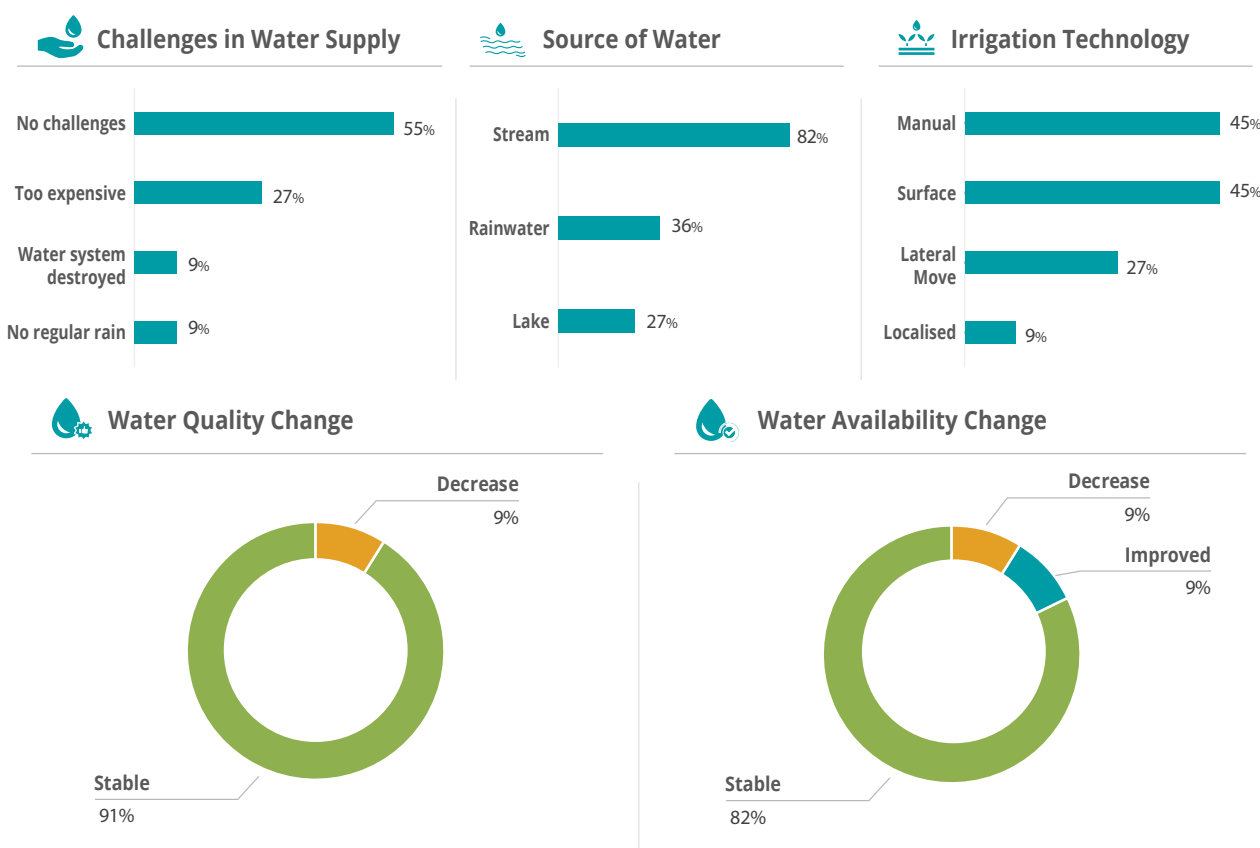 Challenges in Water Supply
No challenges
55%
Too expensive
27%
Water system
destroyed
9%
No regular rain
9%
Source of Water
Stream
82%
Rainwater
36%
Lake
27%
Irrigation Technology
Manual
45%
Surface
45%
Lateral
Move
27%
Localised
9%
Water Quality Change
Decrease
9%
Stable
91%
Water Availability Change
Decrease
9%
Improved
9%
Stable
82%